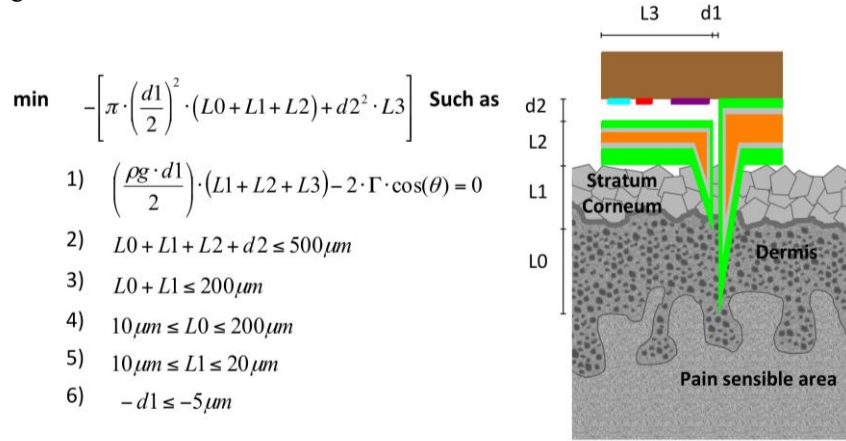 min -[π·(d1/2)²·(L0+L1+L2)+d2²·L3] Such as
1) (ρg·d1/2)·(L1+L2+L3)−2·Γ·cos(θ)=0
2) L0+L1+L2+d2≤500μm
3) L0+L1≤200μm
4) 10μm≤L0≤200μm
5) 10μm≤L1≤20μm
6) −d1≤−5μm
L3 d1
d2
L2
L1
L0
Stratum
Corneum
Dermis
Pain sensible area